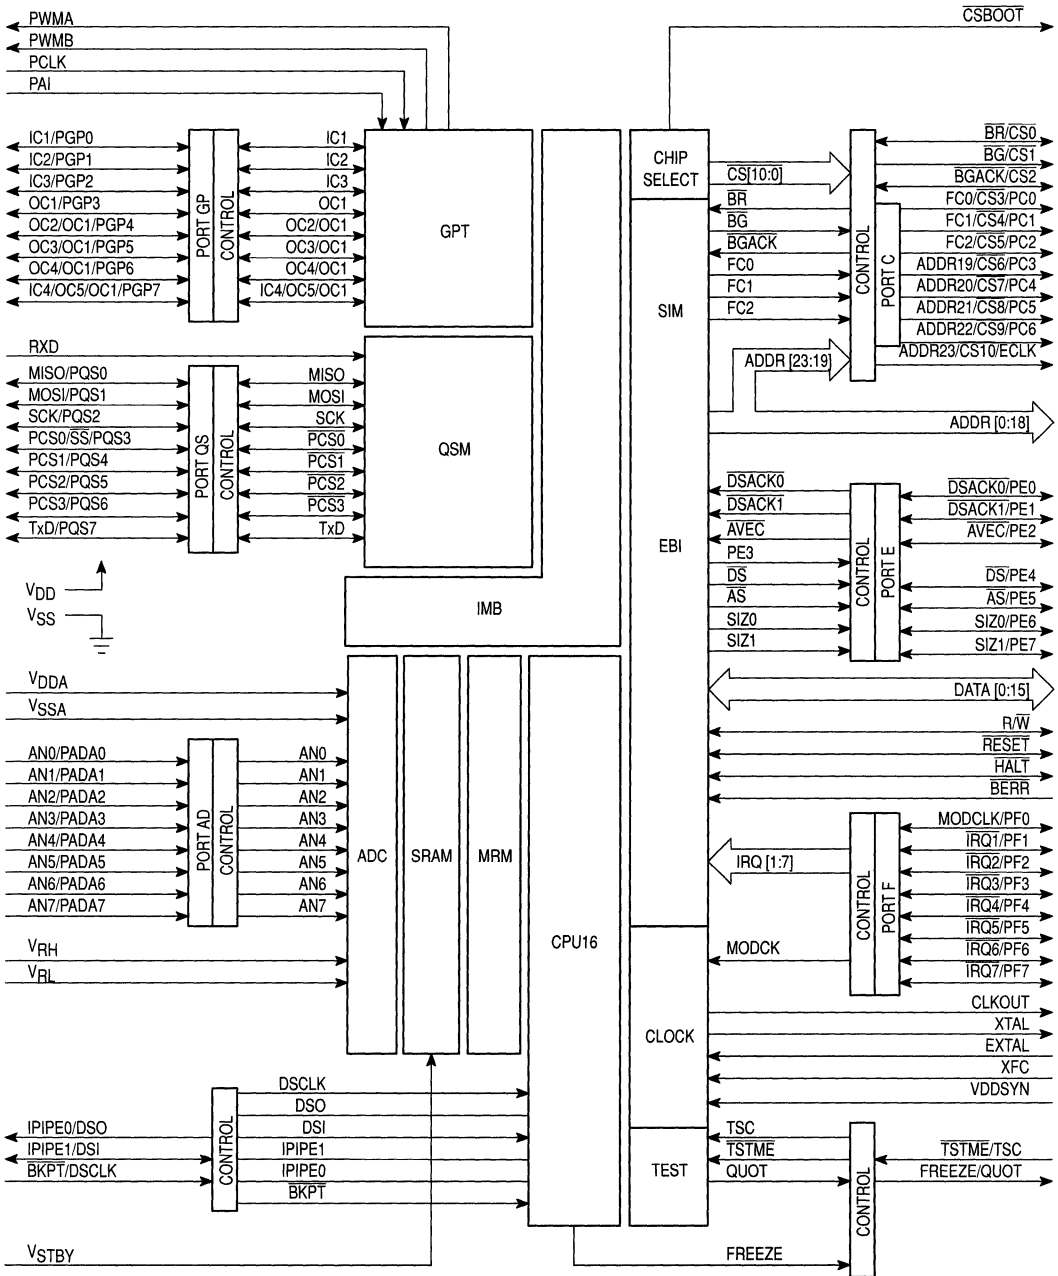 PWMA
PWMB
PCLK
PAI
CSBOOT
IC1/PGP0
IC2/PGP1
IC3/PGP2
OC1/PGP3
OC2/OC1/PGP4
OC3/OC1/PGP5
OC4/OC1/PGP6
IC4/OC5/OC1/PGP7
PORT GP
CONTROL
IC1
IC2
IC3
OC1
OC2/OC1
OC3/OC1
OC4/OC1
IC4/OC5/OC1
GPT
RXD
MISO/PQS0
MOSI/PQS1
SCK/PQS2
PCS0/SS/PQS3
PCS1/PQS4
PCS2/PQS5
PCS3/PQS6
TxD/PQS7
PORT QS
CONTROL
MISO
MOSI
SCK
PCS0
PCS1
PCS2
PCS3
TxD
QSM
VDD
VSS
IMB
VDDA
VSSA
AN0/PADA0
AN1/PADA1
AN2/PADA2
AN3/PADA3
AN4/PADA4
AN5/PADA5
AN6/PADA6
AN7/PADA7
PORT AD
CONTROL
AN0
AN1
AN2
AN3
AN4
AN5
AN6
AN7
VRH
VRL
ADC
SRAM
MRM
CPU16
IPIPE0/DSO
IPIPE1/DSI
BKPT/DSCLK
CONTROL
DSCLK
DSO
DSI
IPIPE1
IPIPE0
BKPT
VSTBY
CHIP
SELECT
SIM
EBI
CLOCK
TEST
CS[10:0]
BR
BG
BGACK
FC0
FC1
FC2
ADDR [23:19]
CONTROL
PORT C
BR/CS0
BG/CS1
BGACK/CS2
FC0/CS3/PC0
FC1/CS4/PC1
FC2/CS5/PC2
ADDR19/CS6/PC3
ADDR20/CS7/PC4
ADDR21/CS8/PC5
ADDR22/CS9/PC6
ADDR23/CS10/ECLK
ADDR [0:18]
DSACK0
DSACK1
AVEC
PE3
DS
AS
SIZ0
SIZ1
CONTROL
PORT E
DSACK0/PE0
DSACK1/PE1
AVEC/PE2
DS/PE4
AS/PE5
SIZ0/PE6
SIZ1/PE7
DATA [0:15]
R/W
RESET
HALT
BERR
IRQ [1:7]
MODCK
CONTROL
PORT F
MODCLK/PF0
IRQ1/PF1
IRQ2/PF2
IRQ3/PF3
IRQ4/PF4
IRQ5/PF5
IRQ6/PF6
IRQ7/PF7
CLKOUT
XTAL
EXTAL
XFC
VDDSYN
TSC
TSTME
QUOT
FREEZE
CONTROL
TSTME/TSC
FREEZE/QUOT